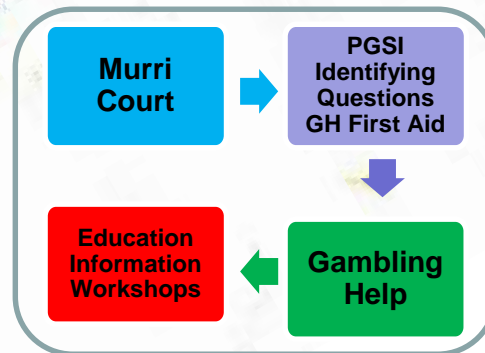 Murri
Court
PGSI
Identifying
Questions
GH First Aid
Gambling
Help
Education
Information
Workshops